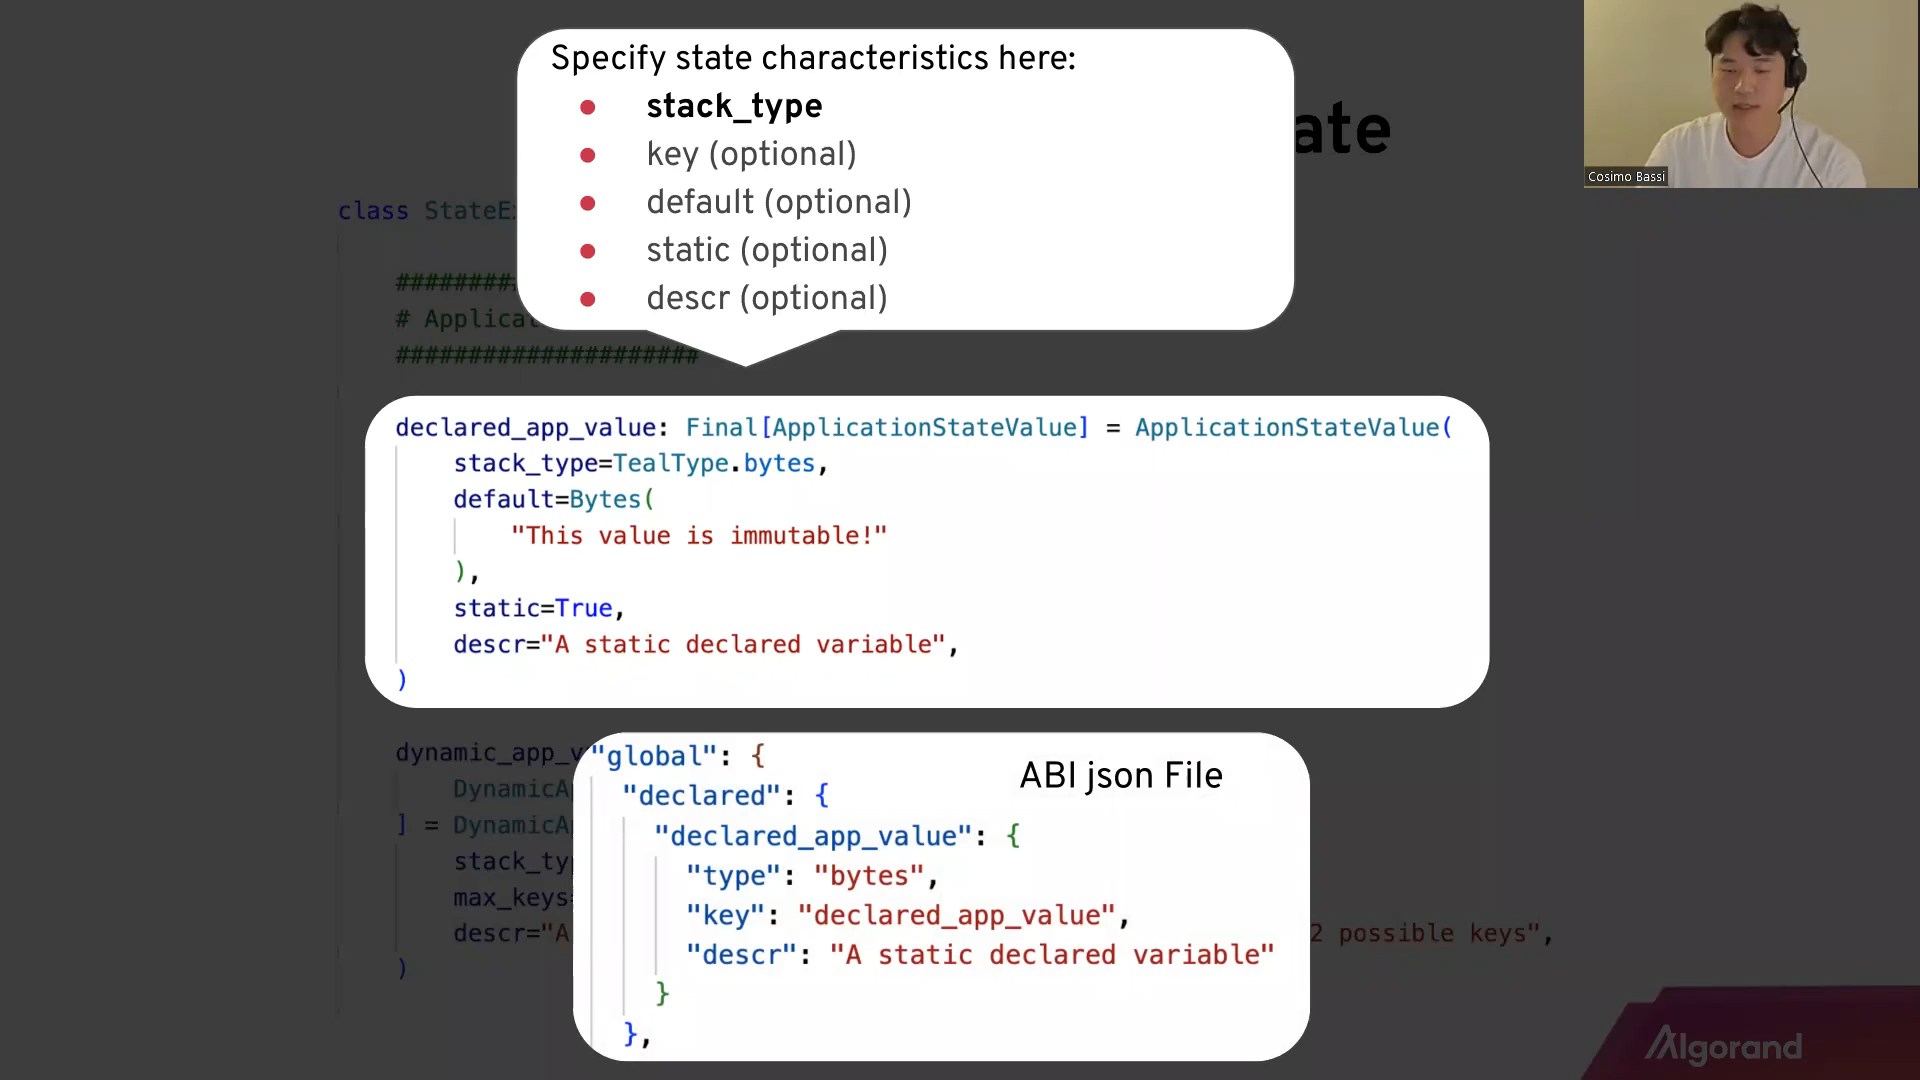 Specify state characteristics here:
● stack_type
● key (optional)
● default (optional)
● static (optional)
● descr (optional)
ate
Cosimo Bassi
class StateE
#########
# Applica
#####################
declared_app_value: Final[ApplicationStateValue] = ApplicationStateValue(
stack_type=TealType.bytes,
default=Bytes(
"This value is immutable!"
),
static=True,
descr="A static declared variable",
)
dynamic_app_v
DynamicA
] = DynamicA
stack_typ
max_keys
descr="A
2 possible keys",
)
"global": {
ABI json File
"declared": {
"declared_app_value": {
"type": "bytes",
"key": "declared_app_value",
"descr": "A static declared variable"
}
},
Algorand